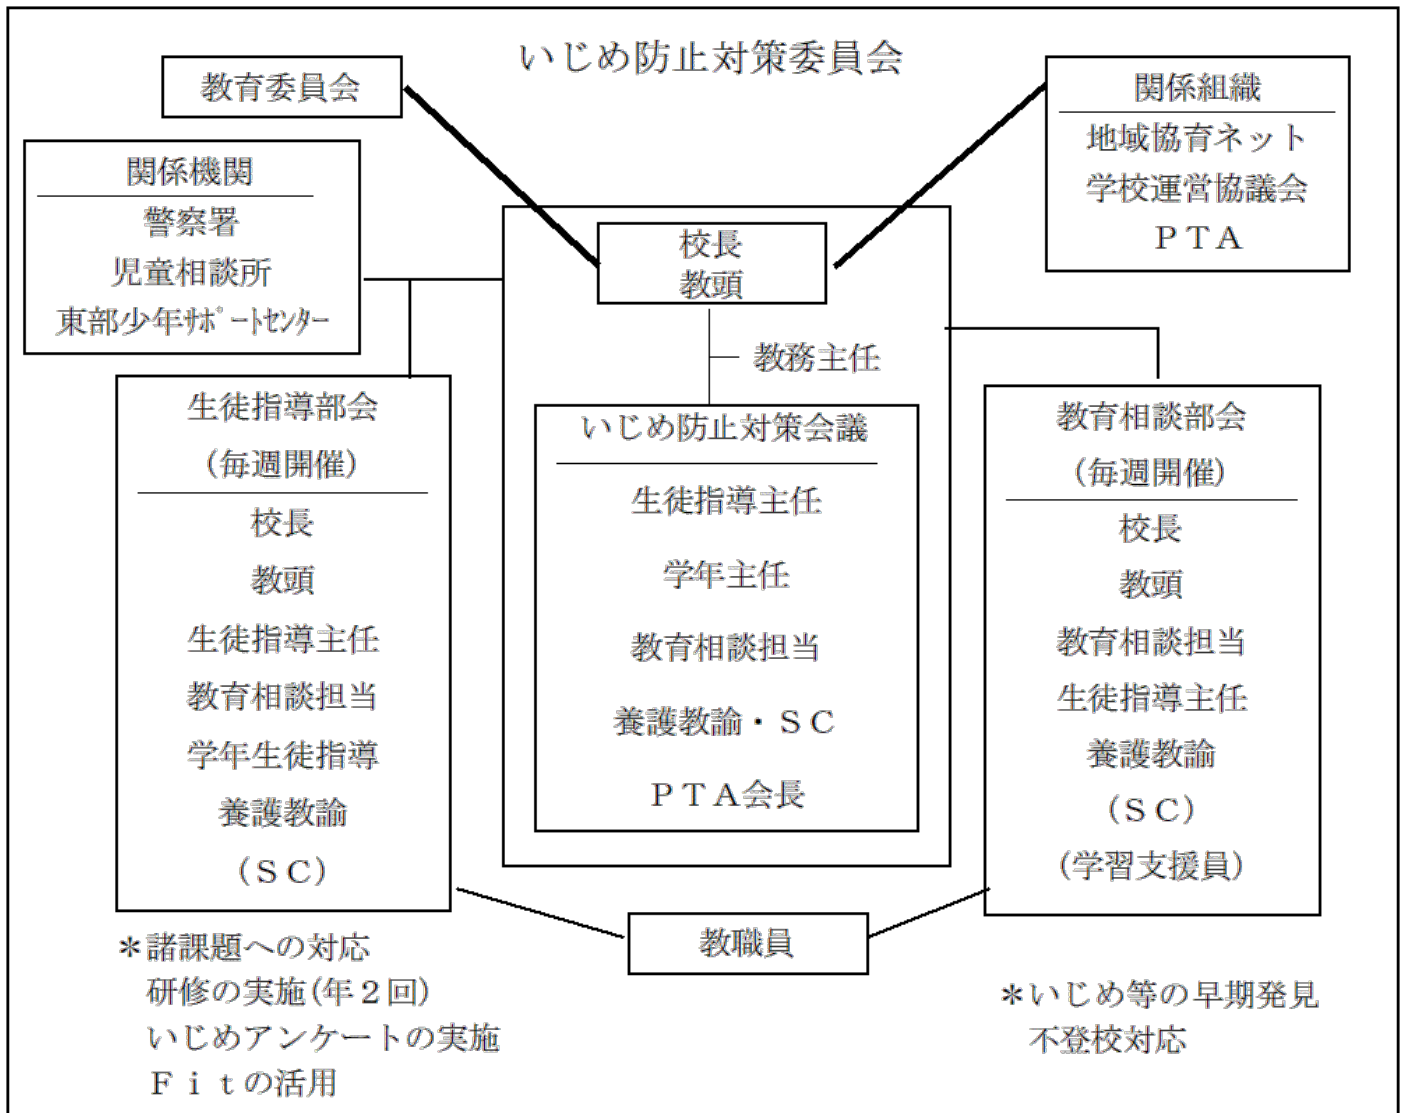 いじめ防止対策委員会
教育委員会
関係組織
地域協育ネット
学校運営協議会
ＰＴＡ
関係機関
警察署
児童相談所
東部少年ｻﾎﾟｰﾄｾﾝﾀｰ
校長
教頭
教務主任
いじめ防止対策会議
生徒指導主任
学年主任
教育相談担当
養護教諭・ＳＣ
ＰＴＡ会長
生徒指導部会
(毎週開催)
校長
教頭
生徒指導主任
教育相談担当
学年生徒指導
養護教諭
(ＳＣ)
教育相談部会
(毎週開催)
校長
教頭
教育相談担当
生徒指導主任
養護教諭
(ＳＣ)
(学習支援員)
教職員
＊諸課題への対応
研修の実施(年２回)
いじめアンケートの実施
Ｆｉｔの活用
＊いじめ等の早期発見
不登校対応